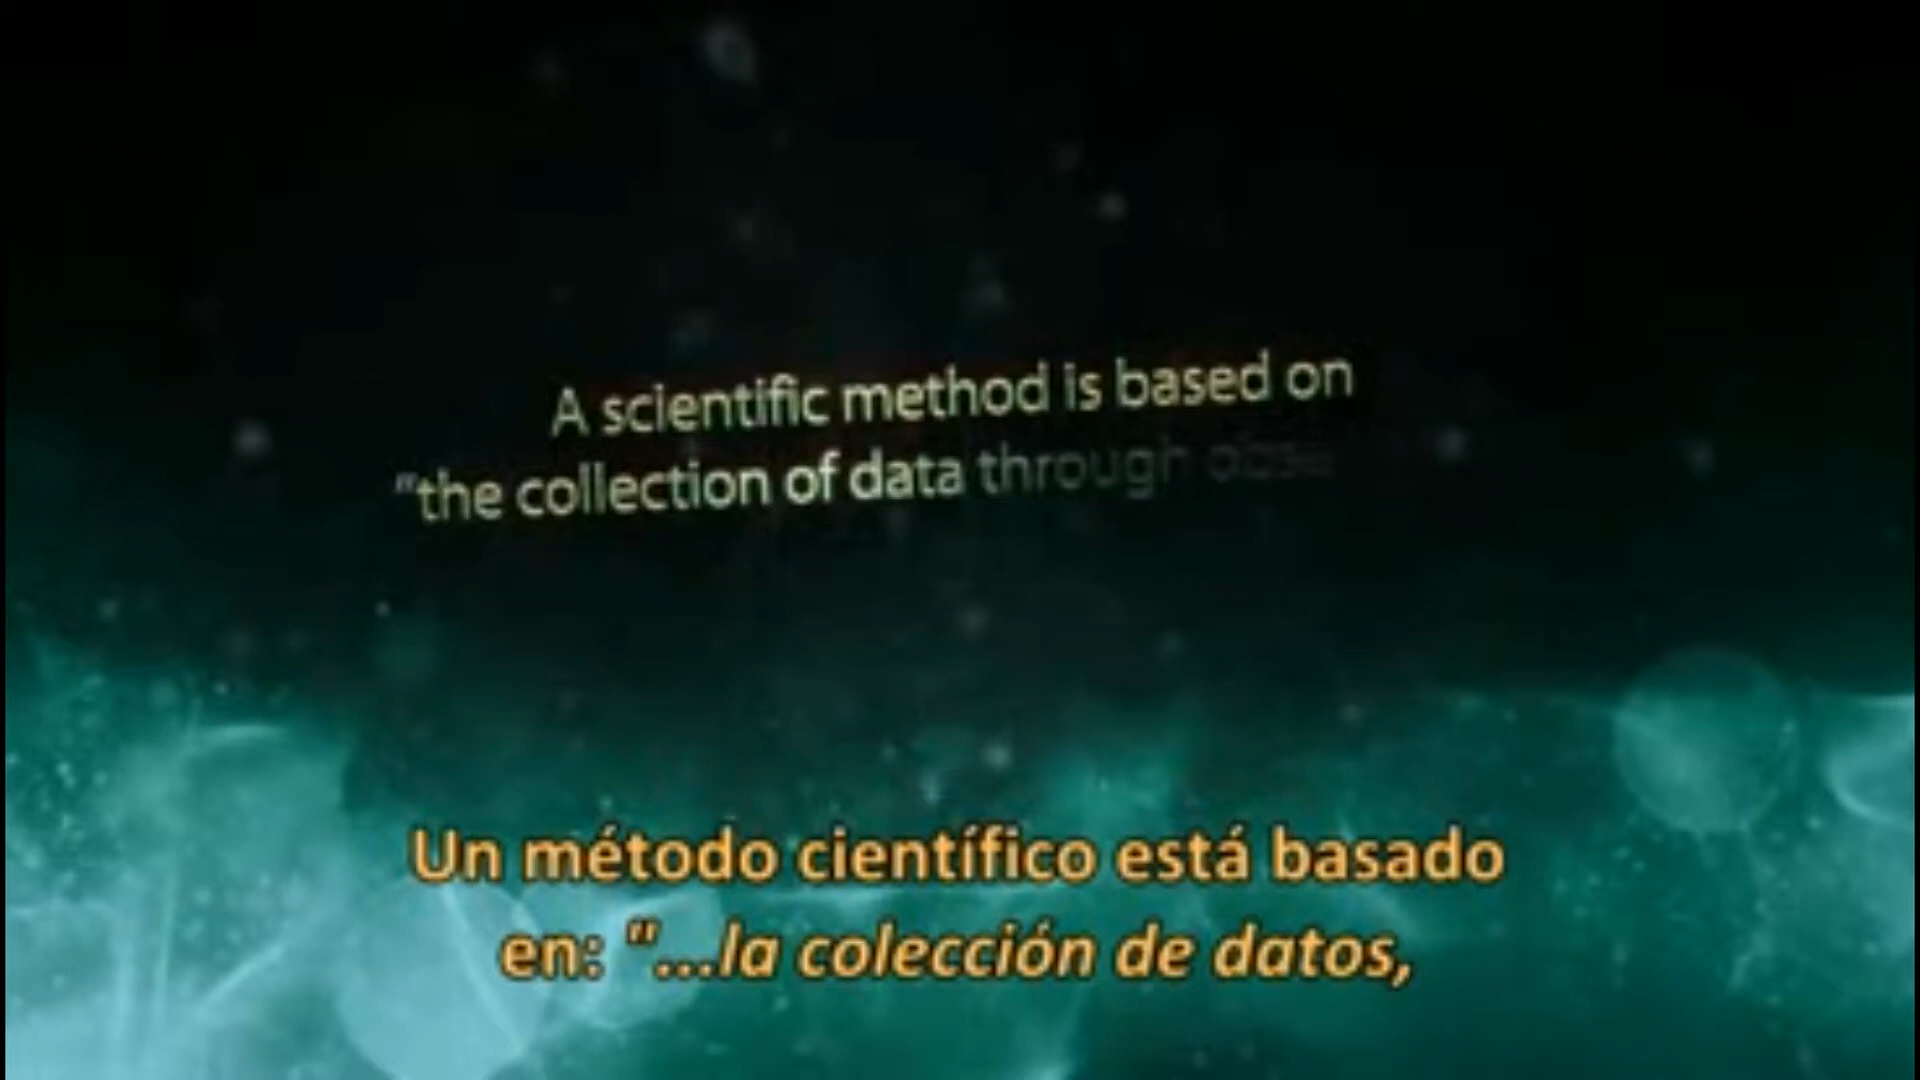 A scientific method is based on
"the collection of data through
Un método científico está basado
en: "...la colección de datos,